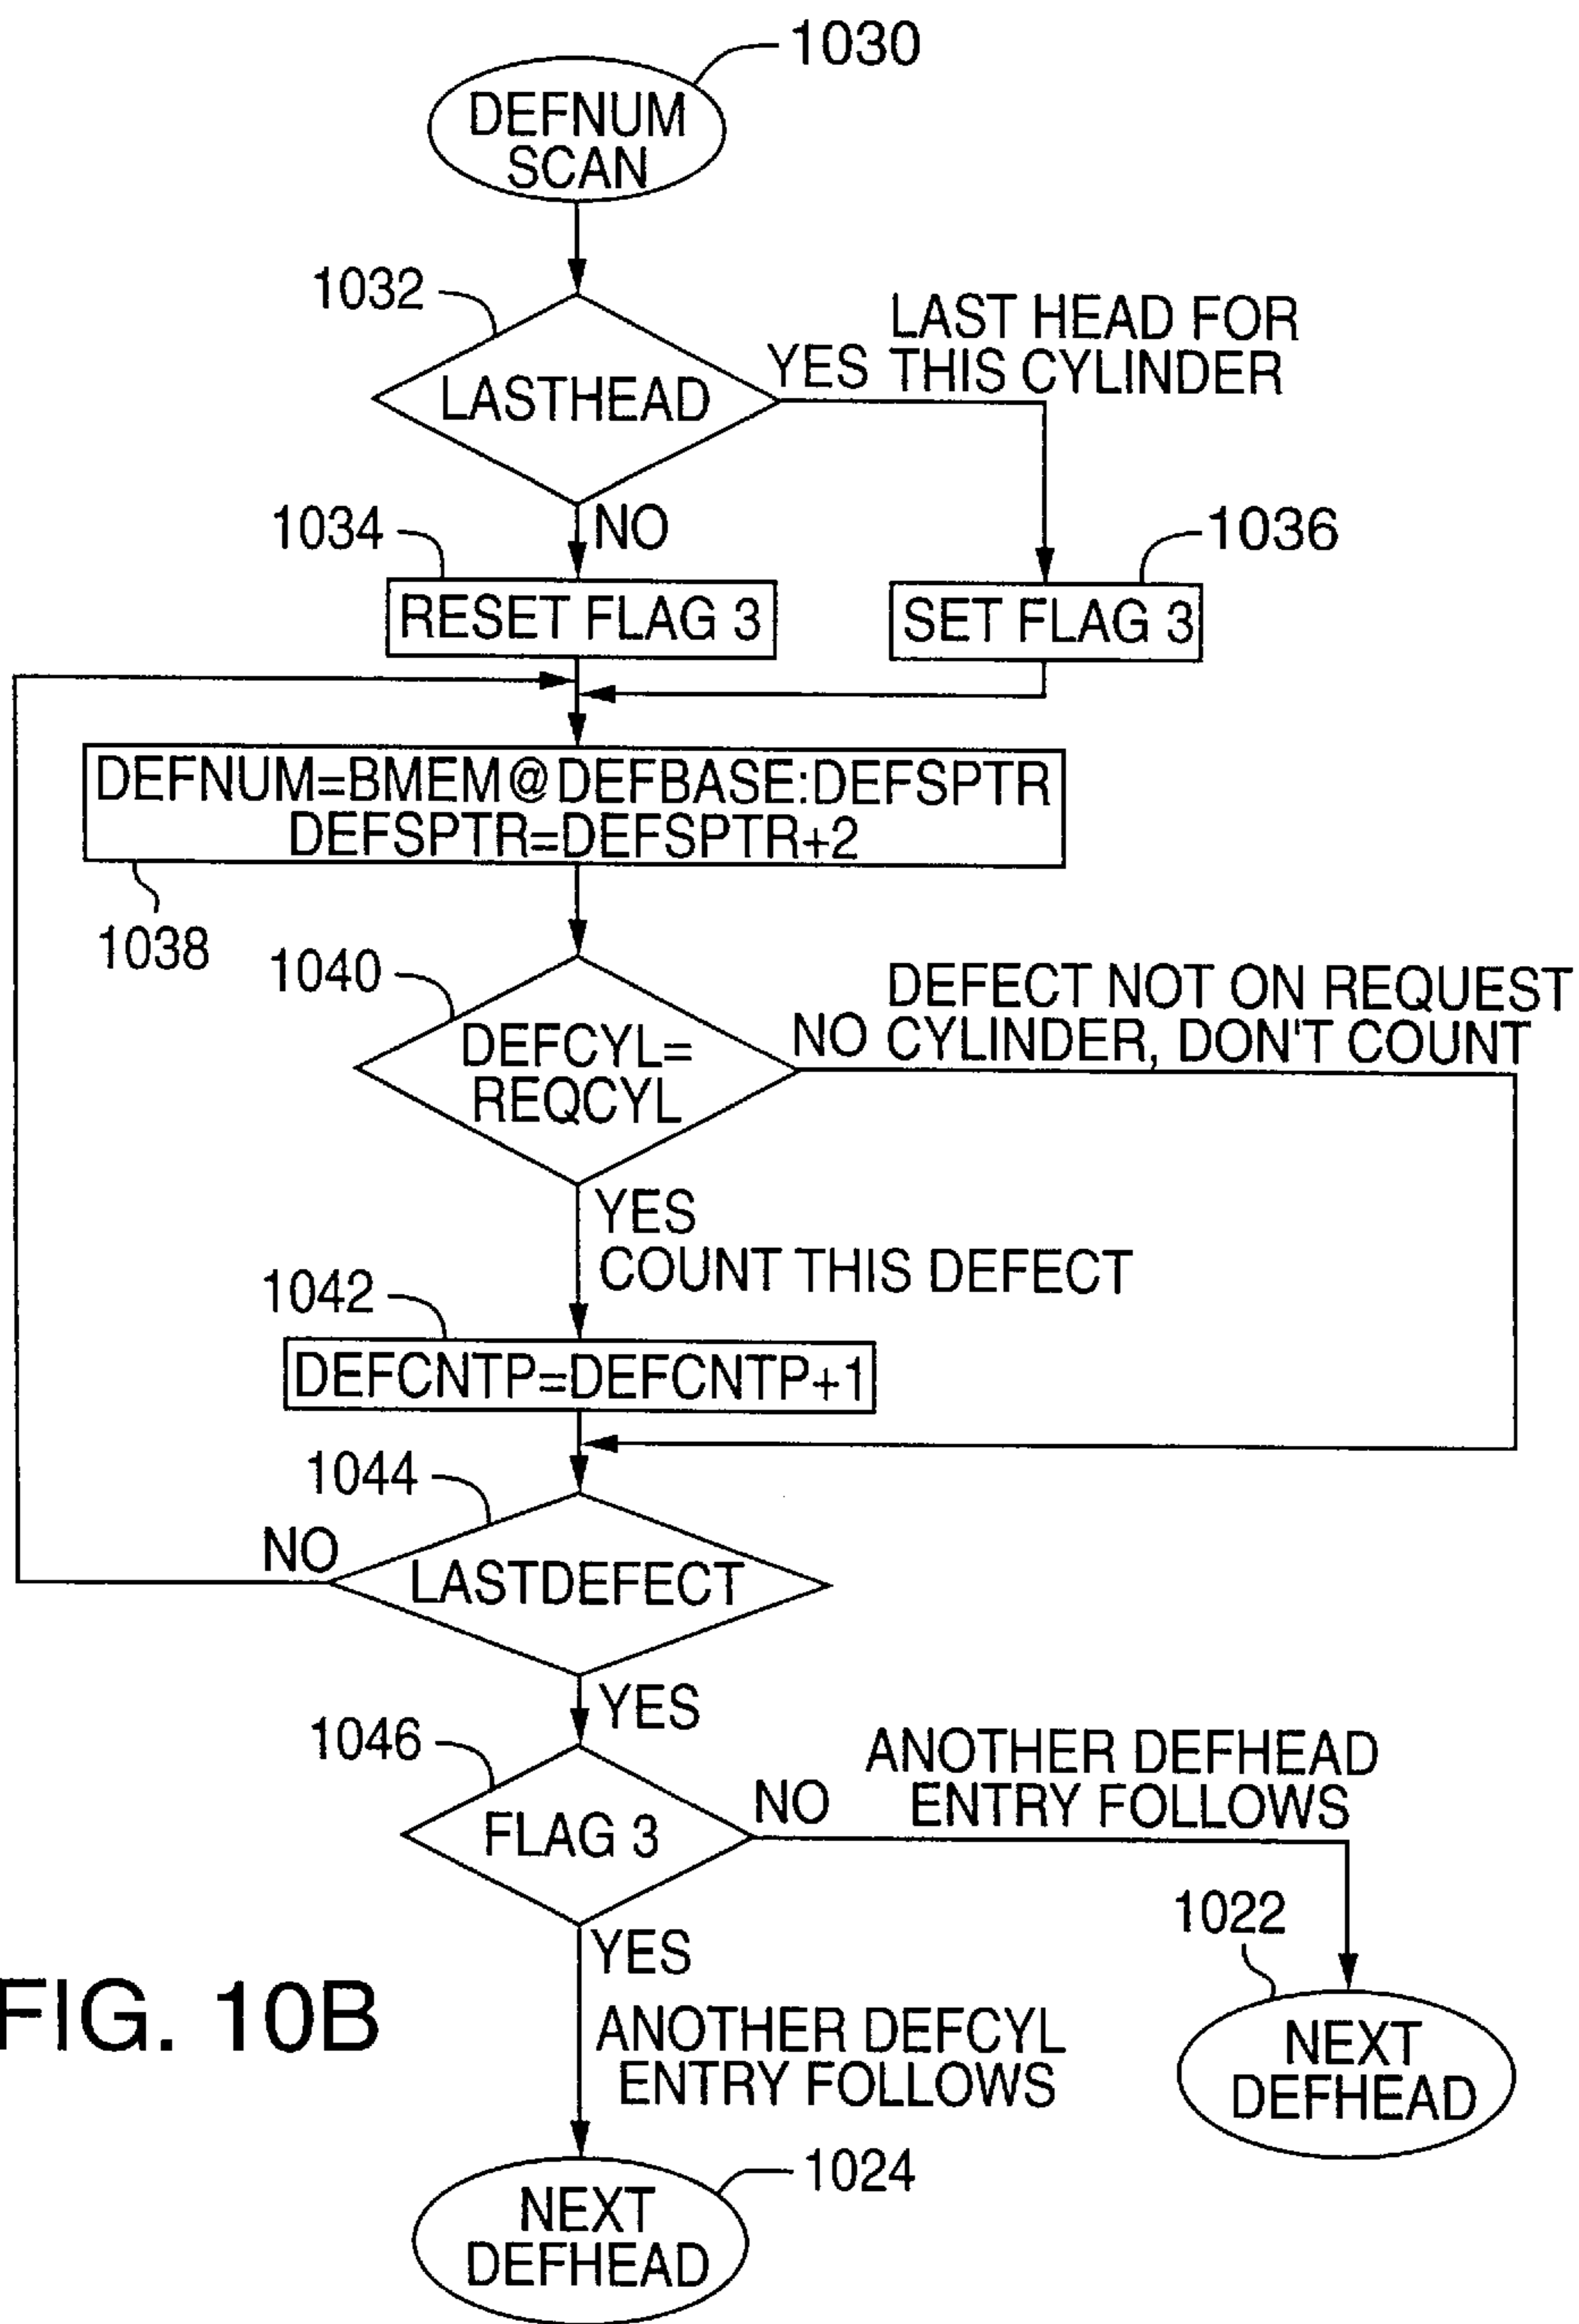 1030
DEFNUM
SCAN
1032
LASTHEAD
YES
LAST HEAD FOR
THIS CYLINDER
NO
1034
RESET FLAG 3
1036
SET FLAG 3
DEFNUM=BMEM@DEFBASE:DEFSPTR
DEFSPTR=DEFSPTR+2
1038
1040
DEFCYL=
REQCYL
NO
DEFECT NOT ON REQUEST
CYLINDER, DON'T COUNT
YES
COUNT THIS DEFECT
1042
DEFCNTP=DEFCNTP+1
1044
NO
LASTDEFECT
YES
1046
FLAG 3
NO
ANOTHER DEFHEAD
ENTRY FOLLOWS
1022
NEXT
DEFHEAD
YES
ANOTHER DEFCYL
ENTRY FOLLOWS
1024
NEXT
DEFHEAD
FIG. 10B